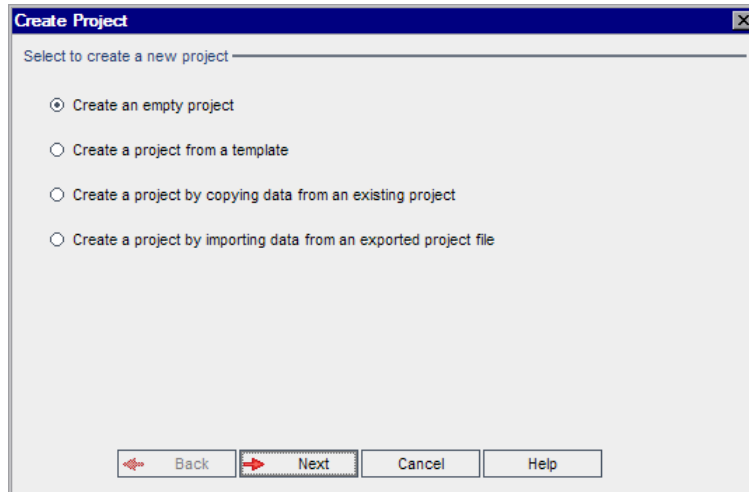 Create Project
Select to create a new project
Create an empty project
Create a project from a template
Create a project by copying data from an existing project
Create a project by importing data from an exported project file
Back Next Cancel Help